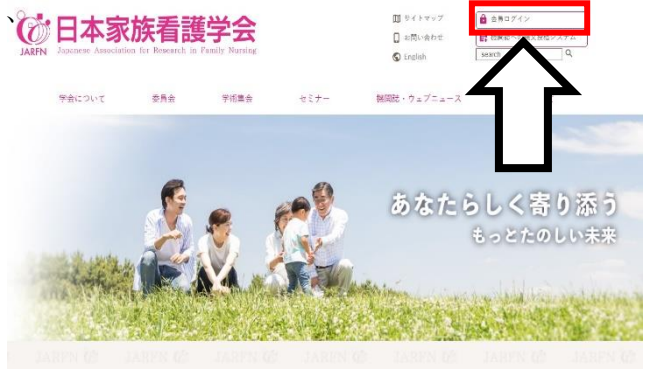 、
日本家族看護学会
JARFN Japanese Association for Research in Family Nursing
サイトマップ
お問い合わせ
English
会員ログイン
search
学会について 委員会 学術集会 セミナー 機関誌・ウェブニュース
あなたらしく寄り添う
もっとたのしい未来
JARFN JARFN JARFN JARFN JARFN JARFN JARFN